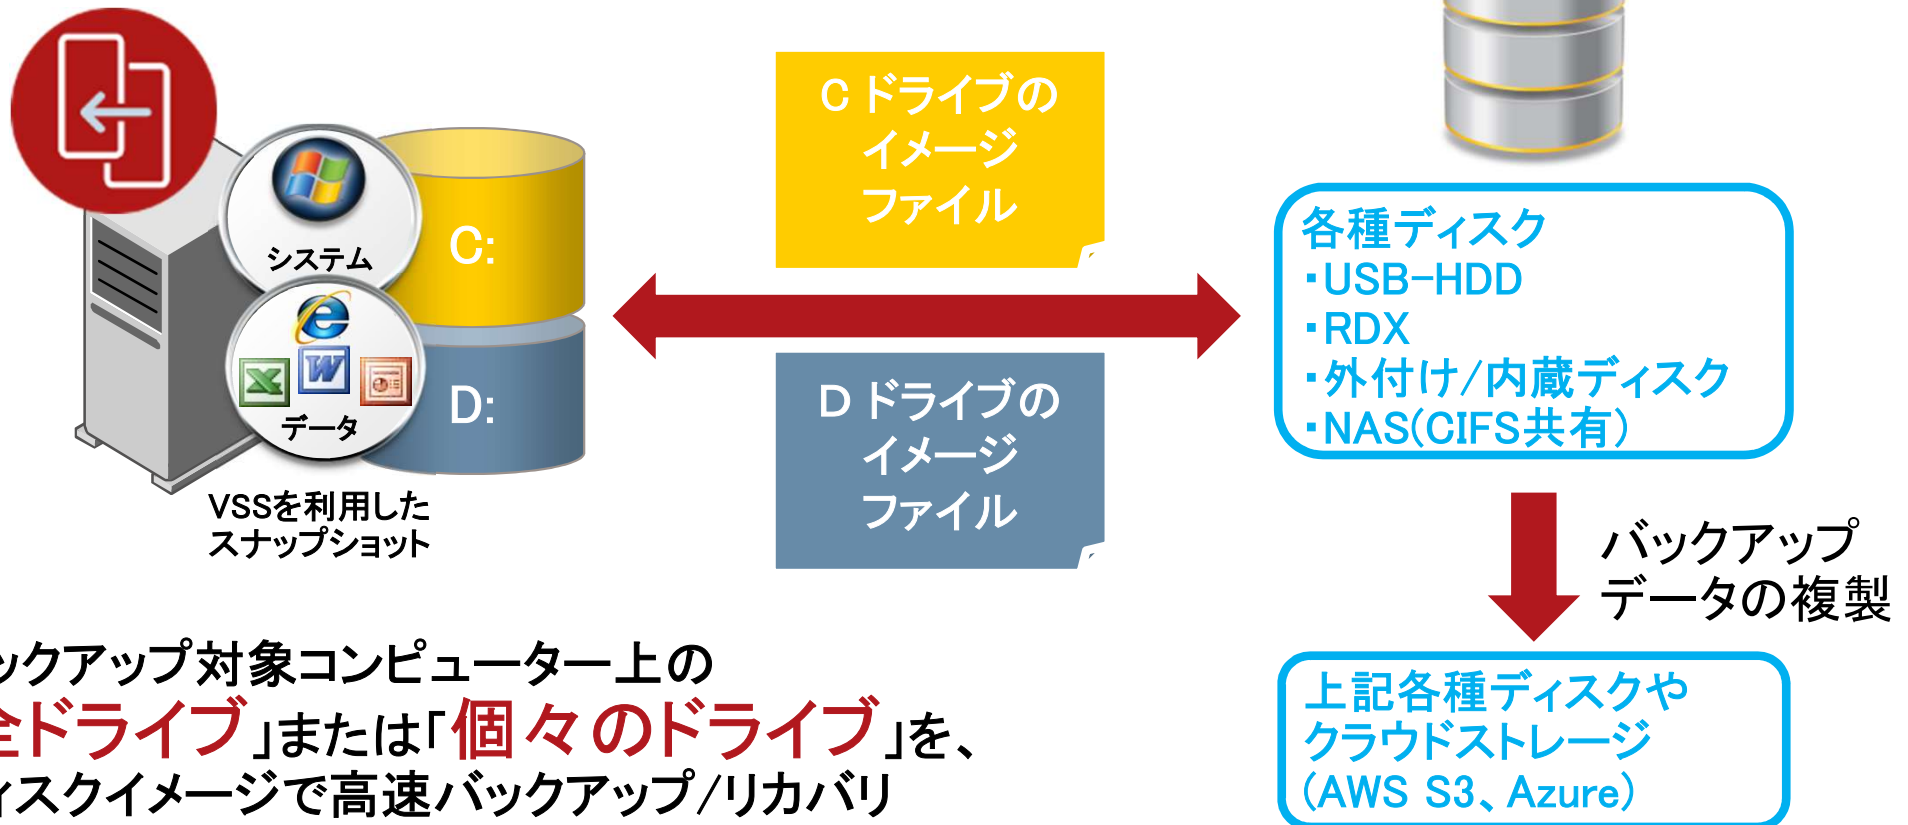 システム
データ
C:
D:
VSSを利用した
スナップショット
C ドライブの
イメージ
ファイル
D ドライブの
イメージ
ファイル
各種ディスク
・USB-HDD
・RDX
・外付け/内蔵ディスク
・NAS(CIFS共有)
バックアップ
データの複製
上記各種ディスクや
クラウドストレージ
(AWS S3、Azure)
ックアップ対象コンピューター上の
全ドライブ」または「個々のドライブ」を、
ィスクイメージで高速バックアップ/リカバリ